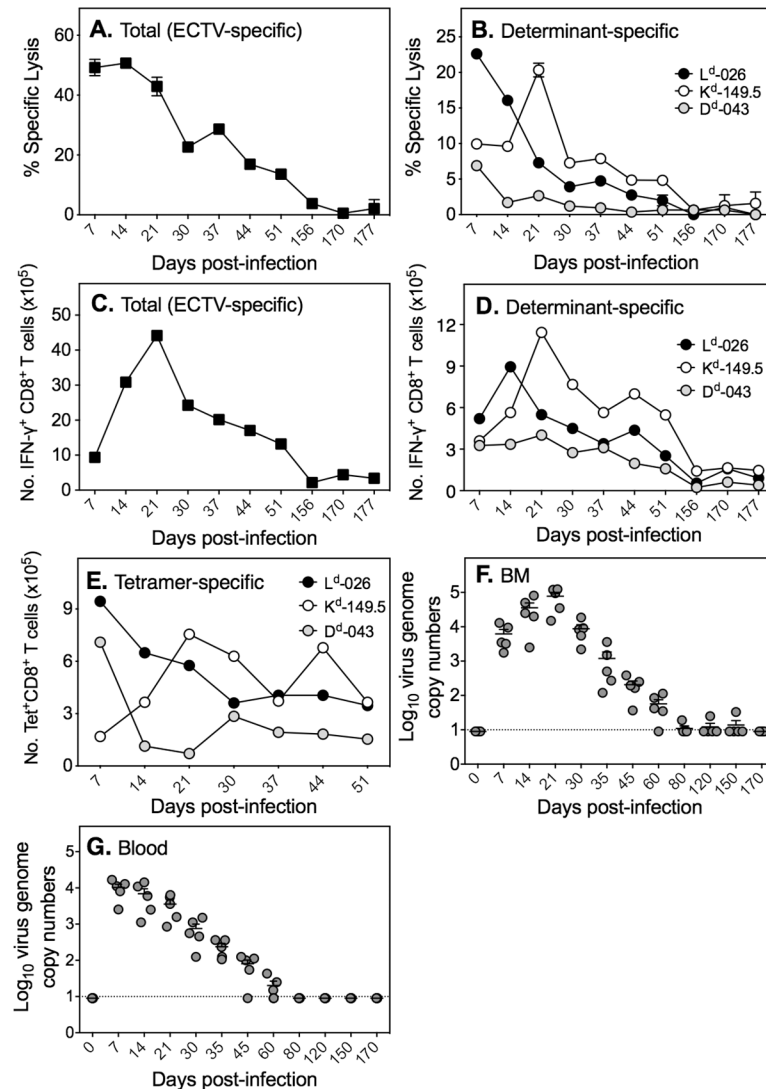 A. Total (ECTV-specific)
% Specific Lysis
60
40
20
0
7 14 21 30 37 44 51 156 170 177
Days post-infection
B. Determinant-specific
Lᵈ-026
Kᵈ-149.5
Dᵈ-043
% Specific Lysis
25
20
15
10
5
0
7 14 21 30 37 44 51 156 170 177
Days post-infection
C. Total (ECTV-specific)
No. IFN-γ⁺ CD8⁺ T cells (x10⁵)
50
40
30
20
10
0
7 14 21 30 37 44 51 156 170 177
Days post-infection
D. Determinant-specific
Lᵈ-026
Kᵈ-149.5
Dᵈ-043
No. IFN-γ⁺ CD8⁺ T cells (x10⁵)
12
9
6
3
0
7 14 21 30 37 44 51 156 170 177
Days post-infection
E. Tetramer-specific
Lᵈ-026
Kᵈ-149.5
Dᵈ-043
No. Tet⁺CD8⁺ T cells (x10⁵)
9
6
3
0
7 14 21 30 37 44 51
Days post-infection
F. BM
Log₁₀ virus genome
copy numbers
5
4
3
2
1
0
0 7 14 21 30 35 45 60 80 120 150 170
Days post-infection
G. Blood
Log₁₀ virus genome
copy numbers
5
4
3
2
1
0
0 7 14 21 30 35 45 60 80 120 150 170
Days post-infection